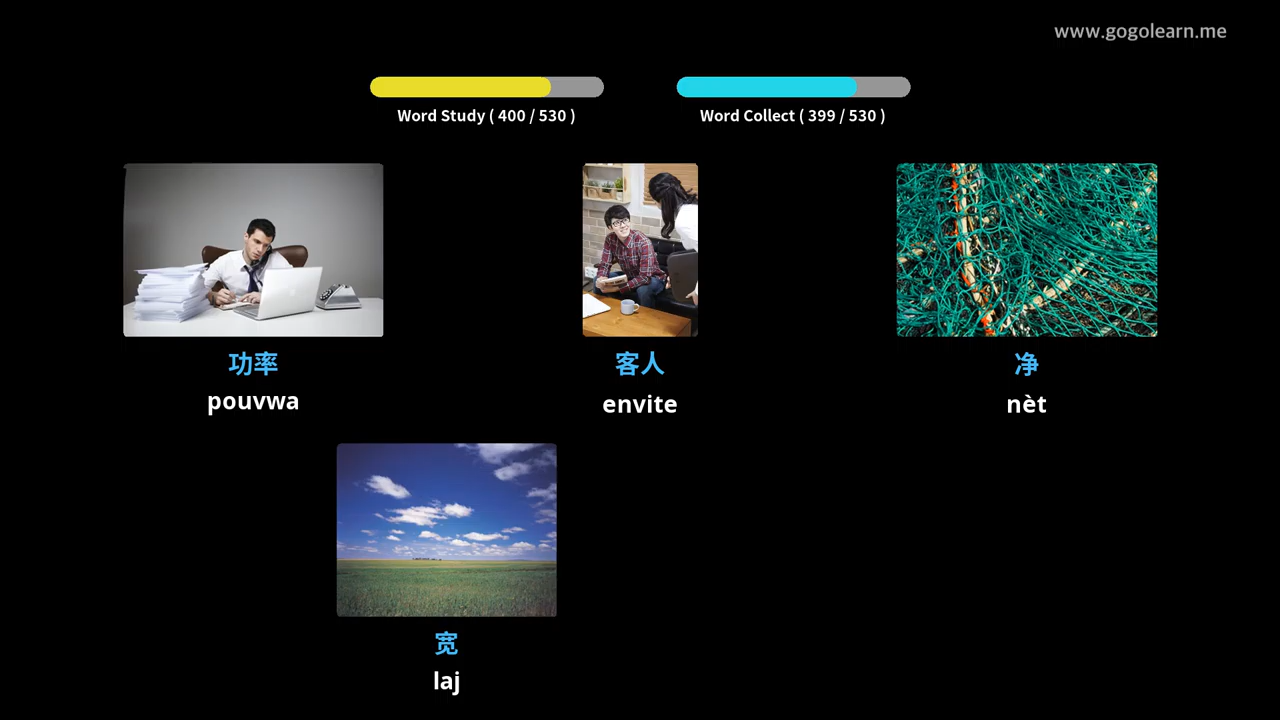 www.gogolearn.me
Word Study ( 400 / 530 )
Word Collect ( 399 / 530 )
功率
pouvwa
客人
envite
净
nèt
宽
laj